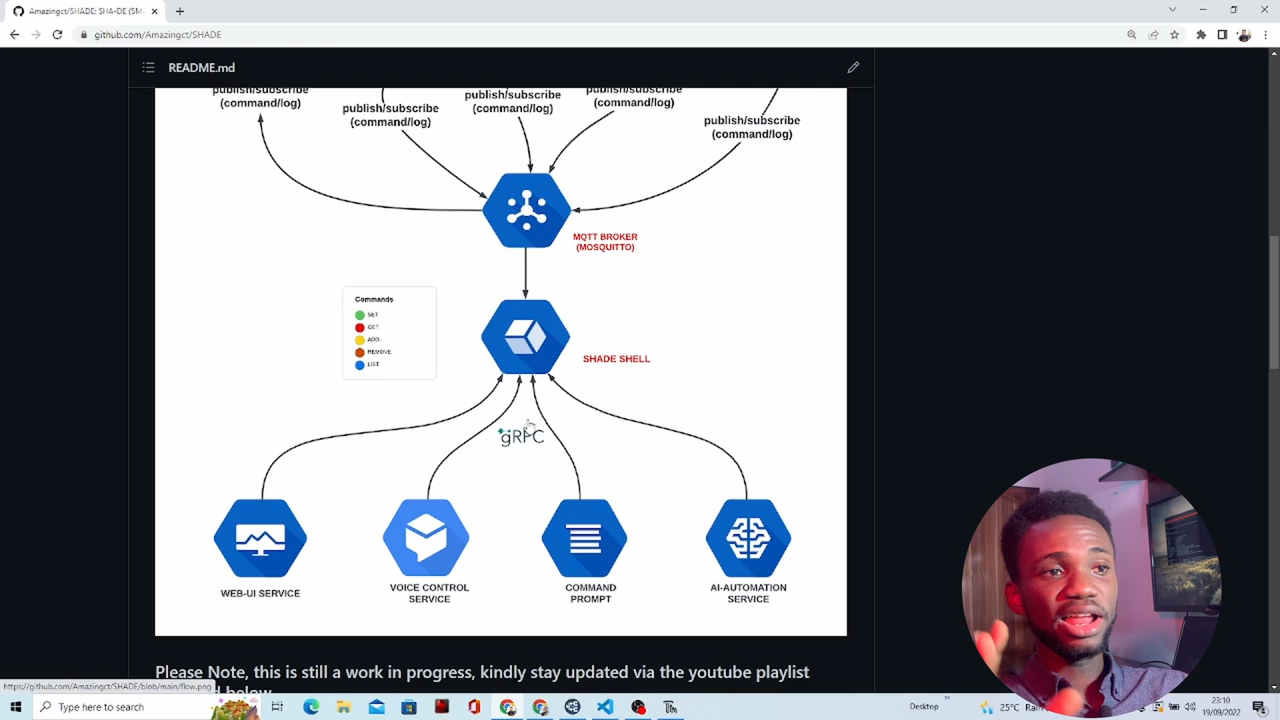 Amazingct/SHADE: SHA-DE (SMA
github.com/Amazingct/SHADE
README.md
publish/subscribe
(command/log)
publish/subscribe
(command/log)
publish/subscribe
(command/log)
publish/subscribe
(command/log)
publish/subscribe
(command/log)
MQTT BROKER
(MOSQUITTO)
Commands
SET
GET
ADD
REMOVE
LIST
SHADE SHELL
gRPC
WEB-UI SERVICE
VOICE CONTROL
SERVICE
COMMAND
PROMPT
AI-AUTOMATION
SERVICE
Please Note, this is still a work in progress, kindly stay updated via the youtube playlist
below
https://github.com/Amazingct/SHADE/blob/main/flow.png
Type here to search
Desktop
25°C
23:10
19/09/2022